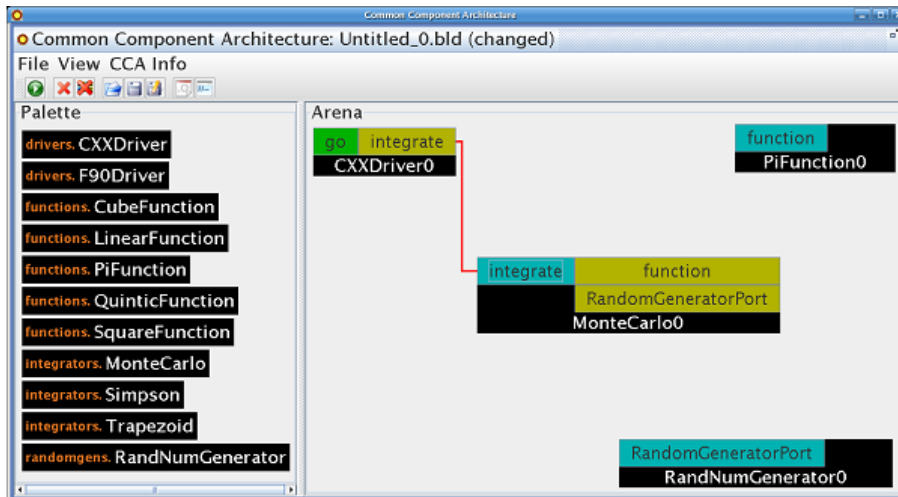 Common Component Architecture
Common Component Architecture: Untitled_0.bld (changed)
File View CCA Info
Palette
drivers. CXXDriver
drivers. F90Driver
functions. CubeFunction
functions. LinearFunction
functions. PiFunction
functions. QuinticFunction
functions. SquareFunction
integrators. MonteCarlo
integrators. Simpson
integrators. Trapezoid
randomgens. RandNumGenerator
Arena
go integrate
CXXDriver0
function
PiFunction0
integrate function
RandomGeneratorPort
MonteCarlo0
RandomGeneratorPort
RandNumGenerator0